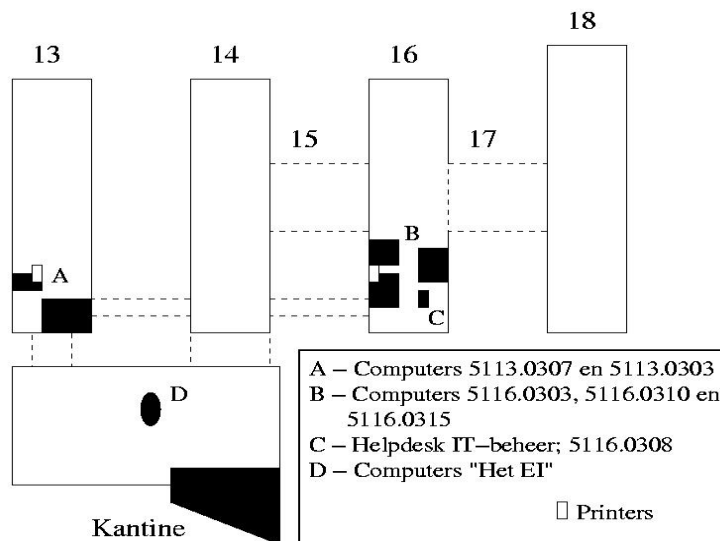 18
13
14
16
15
17
B
A
C
D
A – Computers 5113.0307 en 5113.0303
B – Computers 5116.0303, 5116.0310 en
5116.0315
C – Helpdesk IT–beheer; 5116.0308
D – Computers "Het EI"
Printers
Kantine